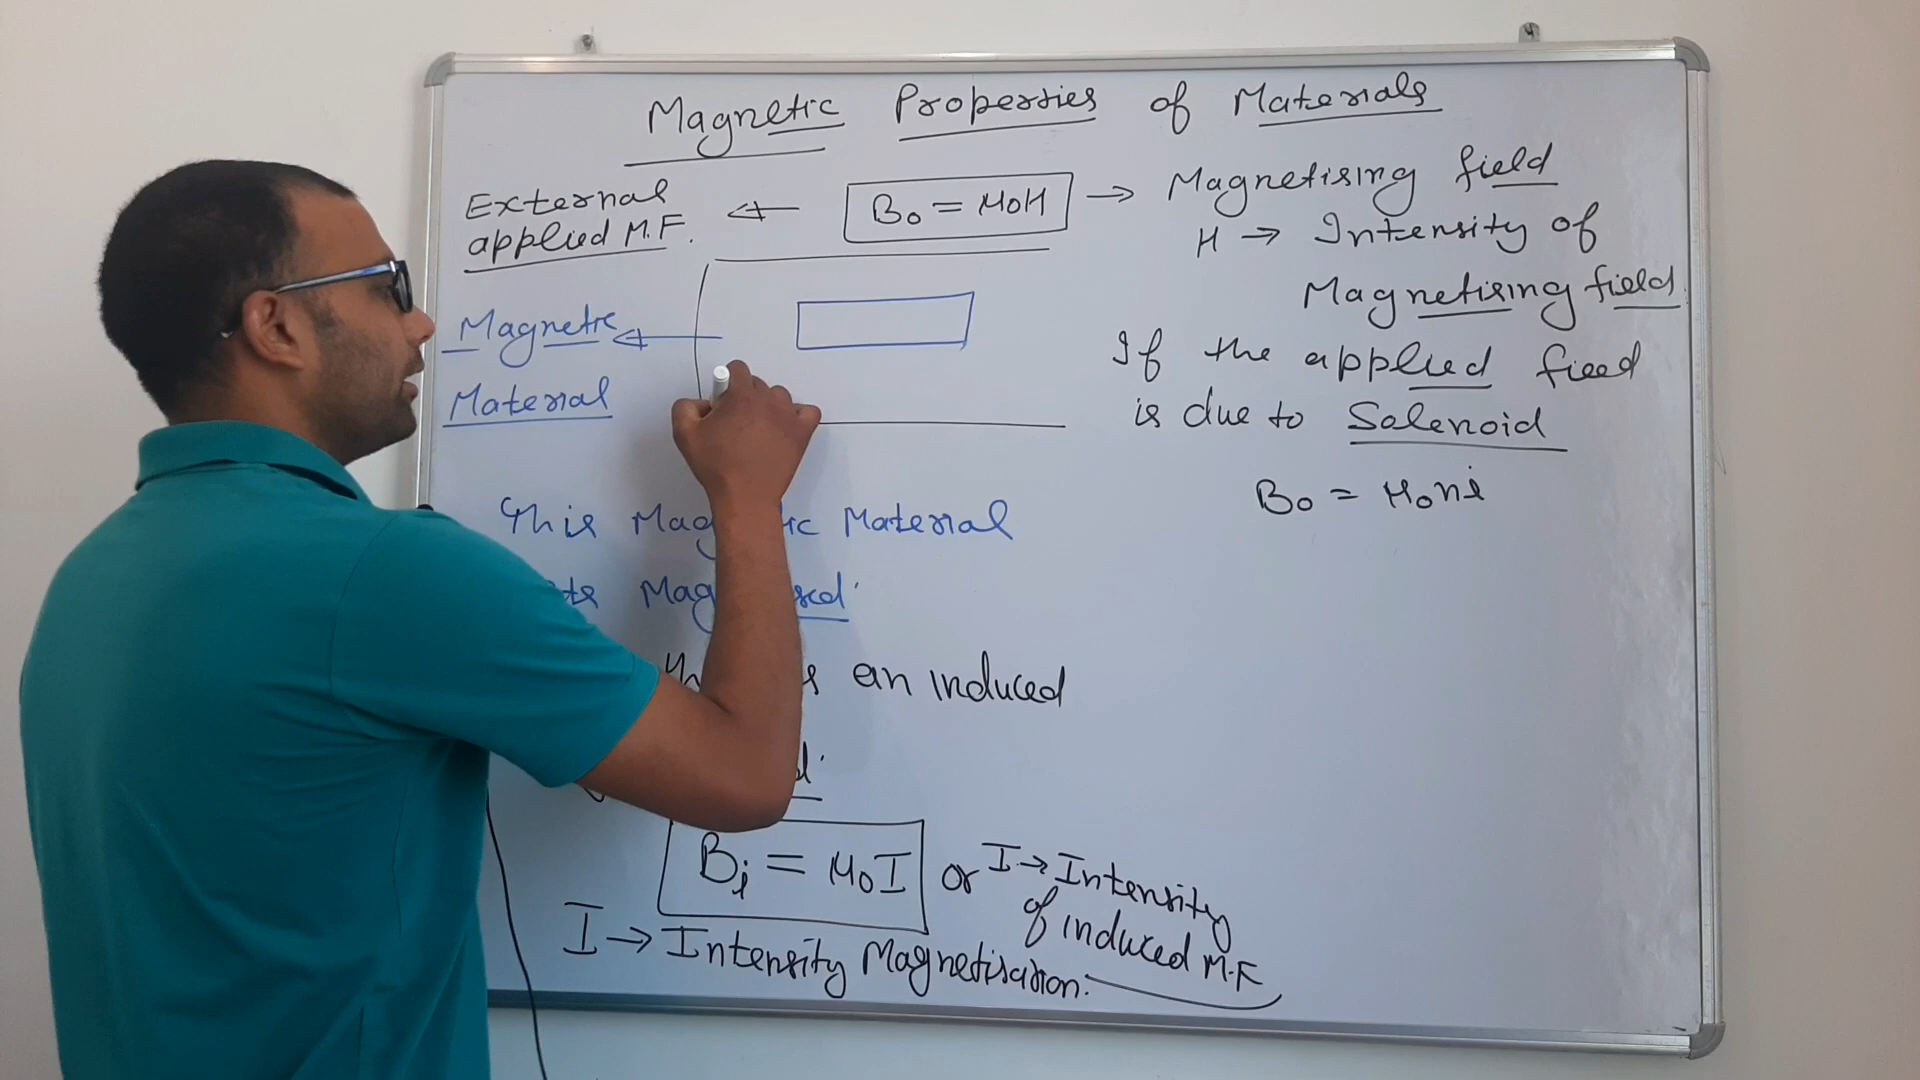 Magnetic Properties of Materials
External applied M.F.
B₀ = μ₀H → Magnetising field
H → Intensity of
Magnetising field
Magnetic
Material
If the applied field
is due to Solenoid
B₀ = μ₀ni
This Material
an induced
Bi = μ₀I or I → Intensity
of induced M.F
I → Intensity Magnetisation.